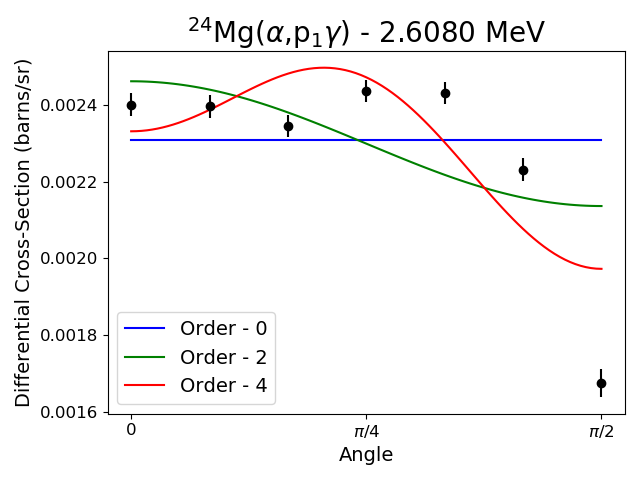 ²⁴Mg(α,p₁γ) - 2.6080 MeV
Differential Cross-Section (barns/sr)
0.0024
0.0022
0.0020
0.0018
0.0016
Order - 0
Order - 2
Order - 4
0 π/4 π/2
Angle